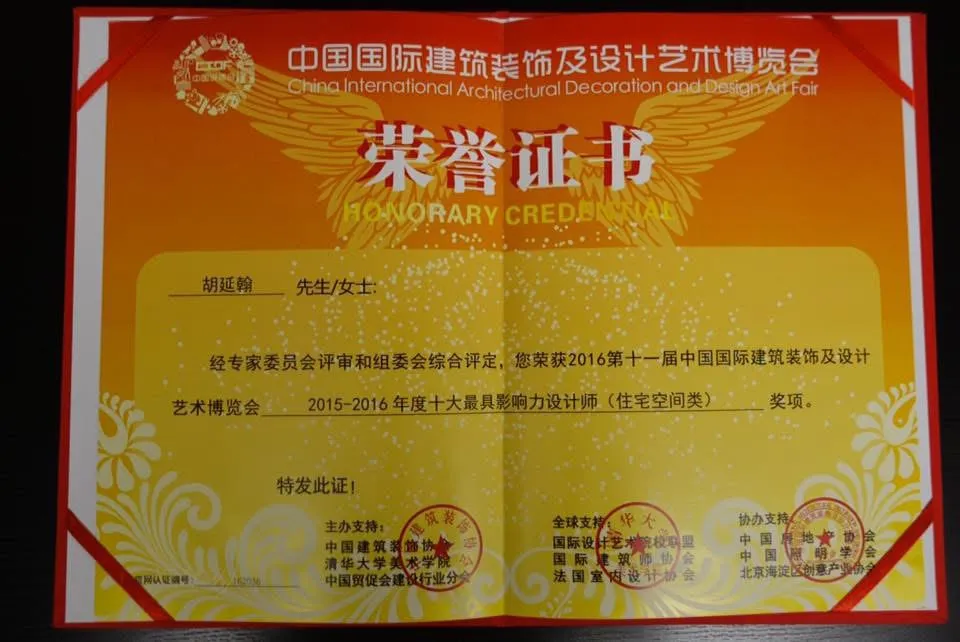 CIDF
中国国际建筑装饰及设计艺术博览会
China International Architectural Decoration and Design Art Fair
荣誉证书
HONORARY CREDENTIAL
胡延翰 先生/女士:
经专家委员会评审和组委会综合评定，您荣获2016第十一届中国国际建筑装饰及设计
艺术博览会 2015-2016 年度十大最具影响力设计师（住宅空间类） 奖项。
特发此证！
主办支持：
中国建筑装饰协会
清华大学美术学院
中国贸促会建设行业分会
全球支持：
国际设计艺术院校联盟
国际建筑师协会
法国室内设计协会
协办支持：
中国房地产协会
中国照明学会
北京海淀区创意产业协会
官网认证编号：